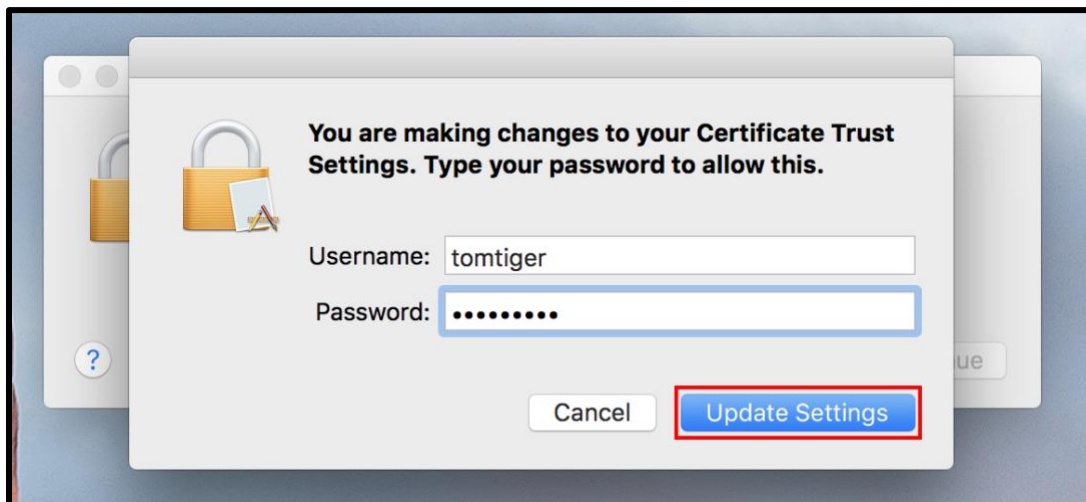 You are making changes to your Certificate Trust
Settings. Type your password to allow this.
Username: tomtiger
Password: •••••••••
?
Cancel
Update Settings